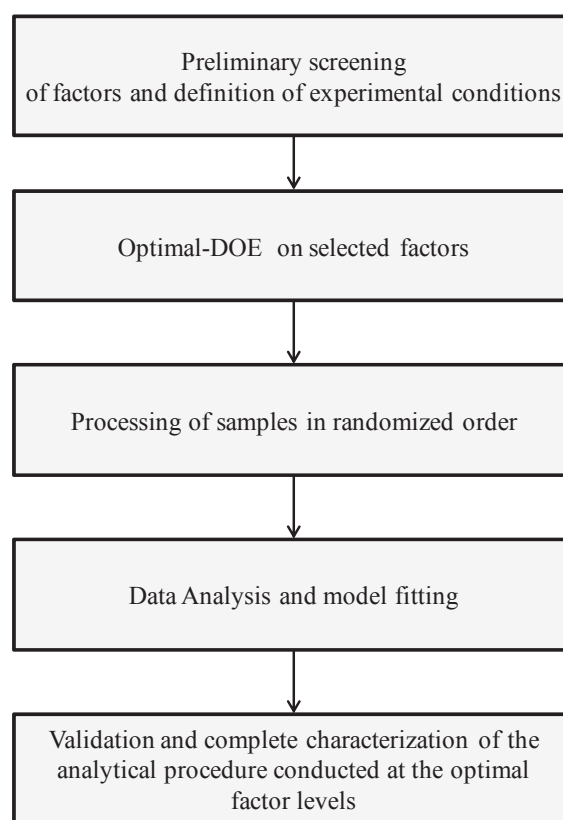 Preliminary screening
of factors and definition of experimental conditions
Optimal-DOE on selected factors
Processing of samples in randomized order
Data Analysis and model fitting
Validation and complete characterization of the
analytical procedure conducted at the optimal
factor levels